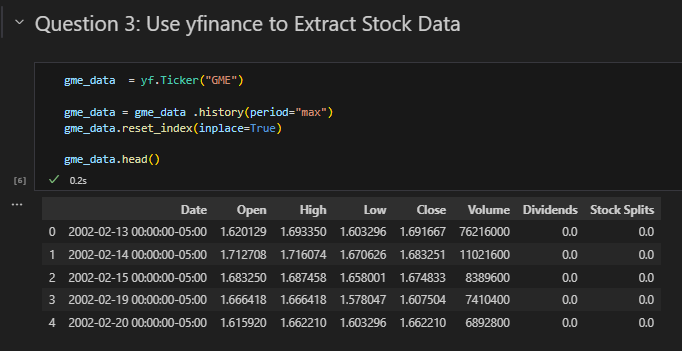 Question 3: Use yfinance to Extract Stock Data
gme_data  = yf.Ticker("GME")
gme_data = gme_data .history(period="max")
gme_data.reset_index(inplace=True)
gme_data.head()
[6] 0.2s
...
Date Open High Low Close Volume Dividends Stock Splits
0 2002-02-13 00:00:00-05:00 1.620129 1.693350 1.603296 1.691667 76216000 0.0 0.0
1 2002-02-14 00:00:00-05:00 1.712708 1.716074 1.670626 1.683251 11021600 0.0 0.0
2 2002-02-15 00:00:00-05:00 1.683250 1.687458 1.658001 1.674833 8389600 0.0 0.0
3 2002-02-19 00:00:00-05:00 1.666418 1.666418 1.578047 1.607504 7410400 0.0 0.0
4 2002-02-20 00:00:00-05:00 1.615920 1.662210 1.603296 1.662210 6892800 0.0 0.0